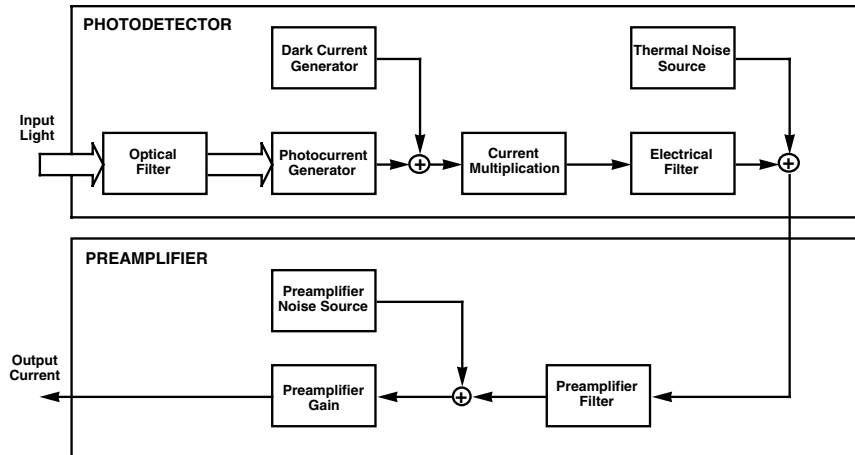 PHOTODETECTOR
Dark Current
Generator
Thermal Noise
Source
Input
Light
Optical
Filter
Photocurrent
Generator
+
Current
Multiplication
Electrical
Filter
+
PREAMPLIFIER
Preamplifier
Noise Source
Output
Current
Preamplifier
Gain
+
Preamplifier
Filter